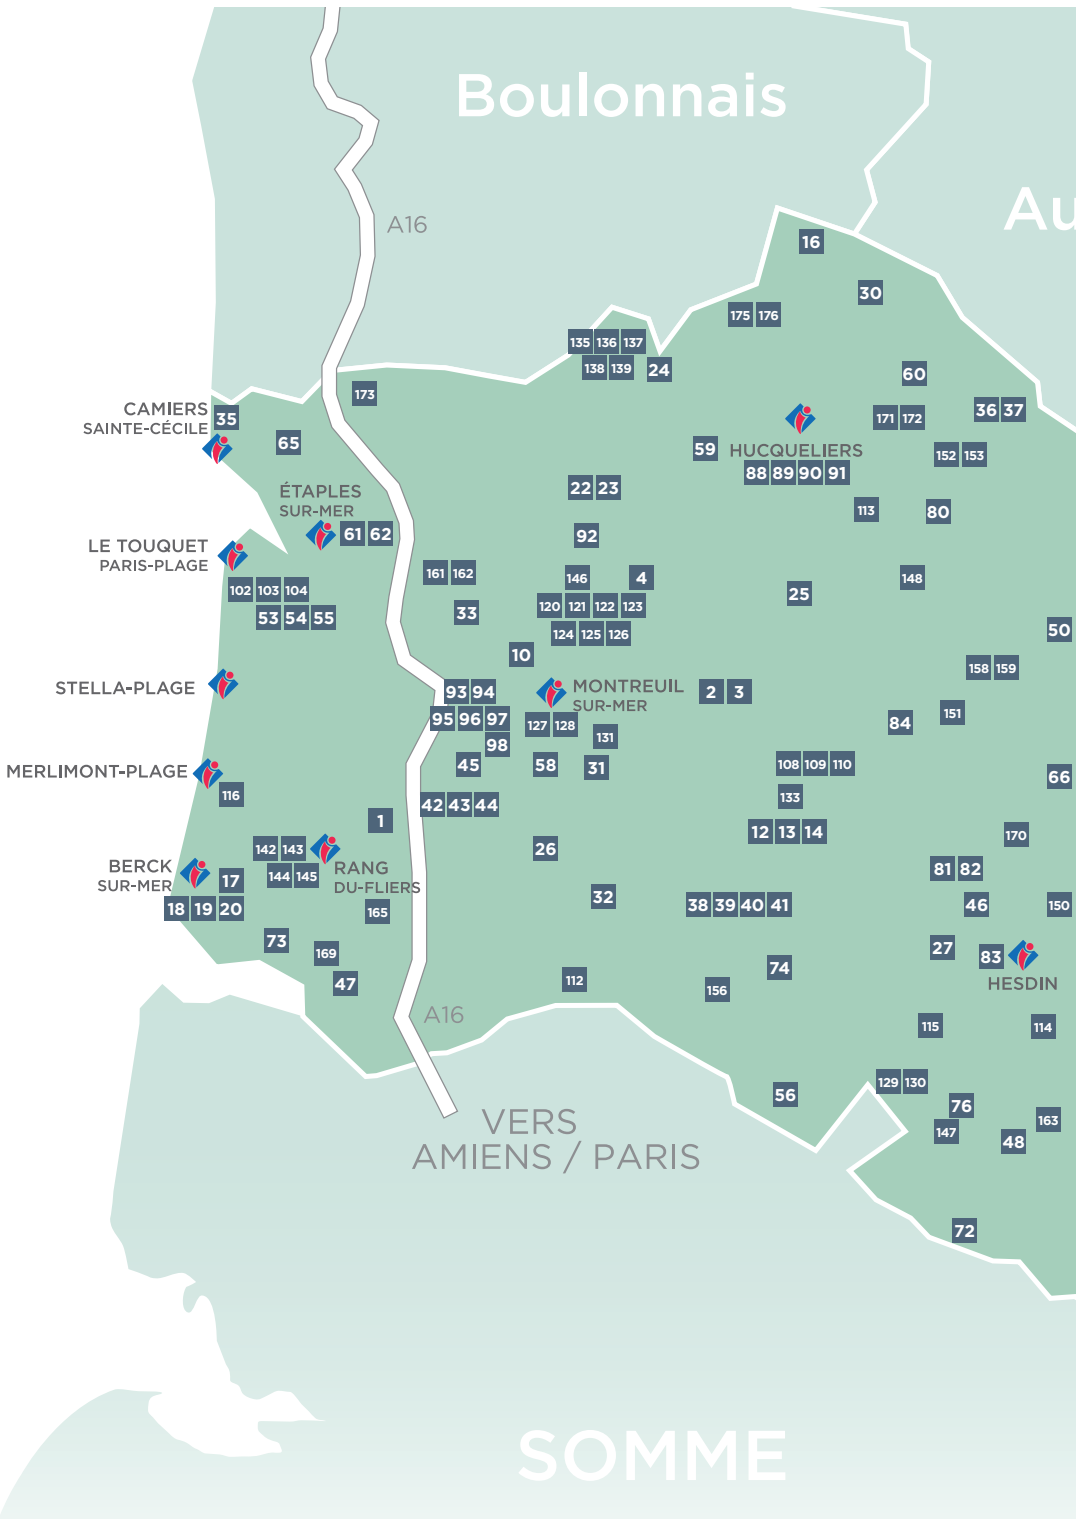 Boulonnais
Au
A16
16
30
175 176
135 136 137
138 139
24
60
173
CAMIERS
SAINTE-CÉCILE
35
65
36 37
171 172
59
HUCQUELIERS
152 153
88 89 90 91
22 23
ÉTAPLES
SUR-MER
61 62
113
80
92
LE TOUQUET
PARIS-PLAGE
161 162
146
4
148
102 103 104
25
120 121 122 123
33
53 54 55
124 125 126
50
10
158 159
STELLA-PLAGE
93 94
MONTREUIL
SUR-MER
2 3
95 96 97
127 128
151
84
131
98
45
58
31
108 109 110
MERLIMONT-PLAGE
66
116
133
42 43 44
1
12 13 14
170
142 143
26
RANG
DU-FLIERS
BERCK
SUR-MER
17
144 145
81 82
32
18 19 20
165
38 39 40 41
46
150
73
27
169
83
HESDIN
74
47
112
156
A16
115
114
129 130
56
76
VERS
AMIENS / PARIS
163
147
48
72
SOMME